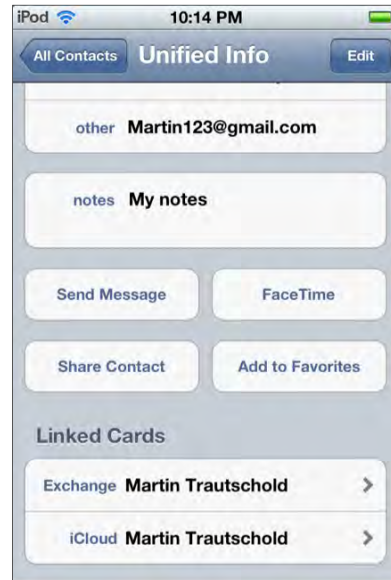 iPod 10:14 PM
All Contacts Unified Info Edit
other Martin123@gmail.com
notes My notes
Send Message FaceTime
Share Contact Add to Favorites
Linked Cards
Exchange Martin Trautschold
iCloud Martin Trautschold